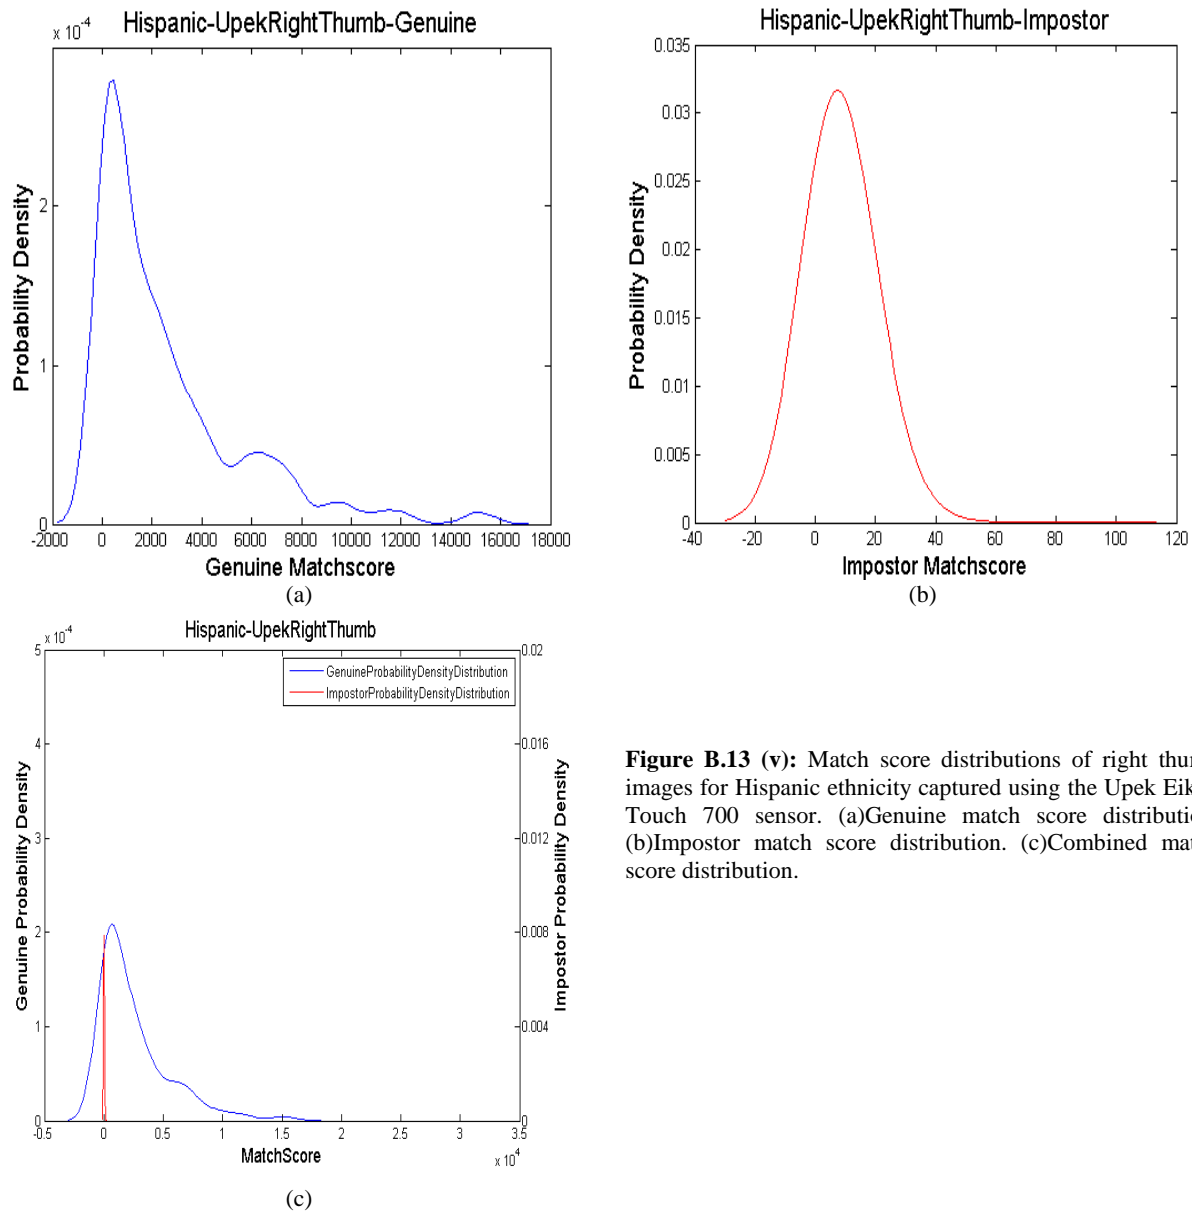 Hispanic-UpekRightThumb-Genuine
x 10⁻⁴
2
1
0
Probability Density
-2000 0 2000 4000 6000 8000 10000 12000 14000 16000 18000
Genuine Matchscore
(a)
Hispanic-UpekRightThumb-Impostor
0.035
0.03
0.025
0.02
0.015
0.01
0.005
0
Probability Density
-40 -20 0 20 40 60 80 100 120
Impostor Matchscore
(b)
Hispanic-UpekRightThumb
x 10⁻⁴
GenuineProbabilityDensityDistribution
ImpostorProbabilityDensityDistribution
5
4
3
2
1
0
Genuine Probability Density
0.02
0.016
0.012
0.008
0.004
0
Impostor Probability Density
-0.5 0 0.5 1 1.5 2 2.5 3 3.5
MatchScore
x 10⁴
(c)
Figure B.13 (v): Match score distributions of right thu
images for Hispanic ethnicity captured using the Upek Eik
Touch 700 sensor. (a)Genuine match score distributi
(b)Impostor match score distribution. (c)Combined mat
score distribution.